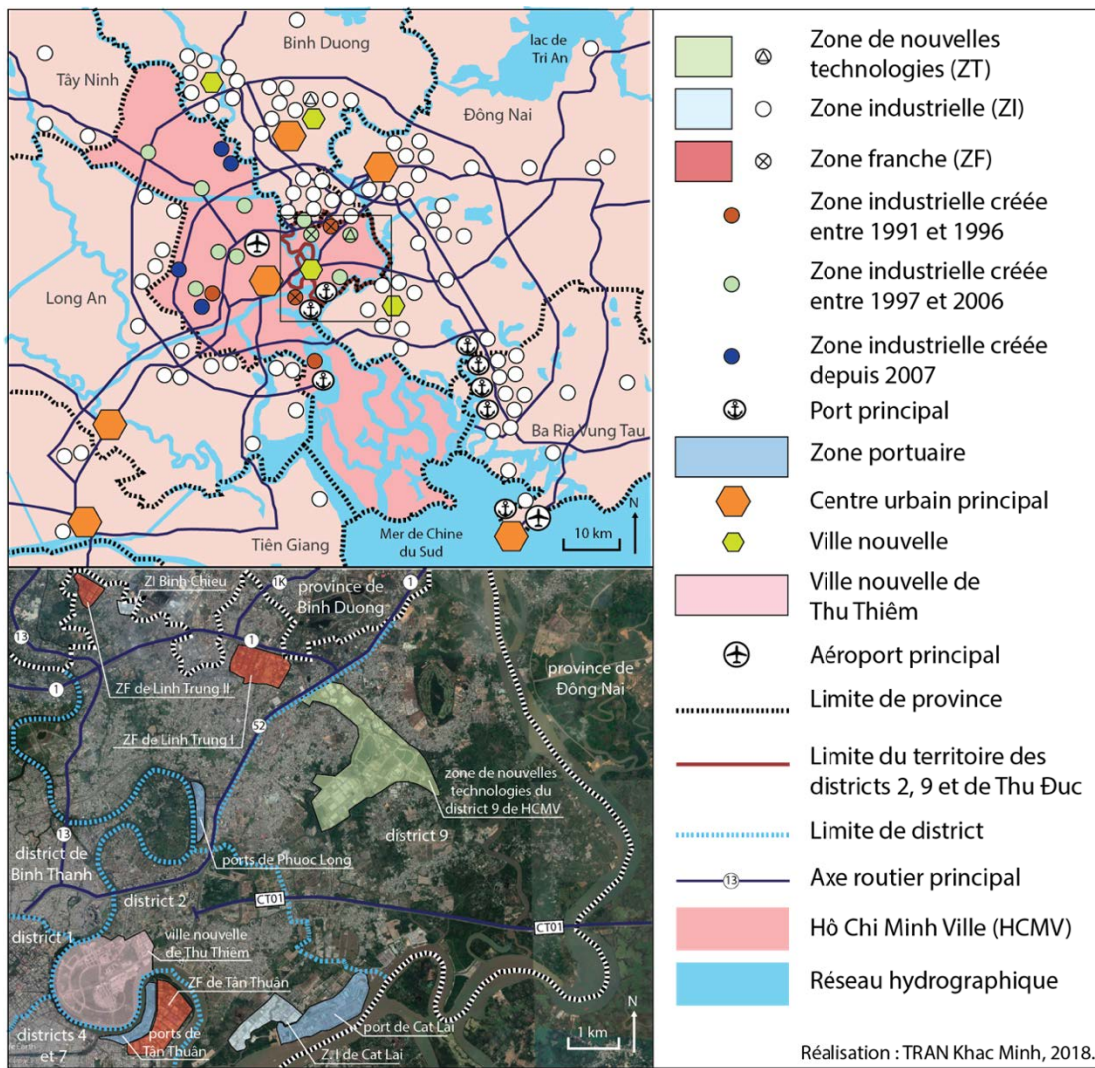 Binh Duong
lac de
Tri An
Tây Ninh
Đông Nai
Long An
Ba Ria Vung Tau
Tiên Giang
Mer de Chine
du Sud
10 km
N
ZI Binh Chieu
1K
province de
Binh Duong
1
13
1
province de
Đông Nai
ZF de Linh Trung II
1
52
ZF de Linh Trung I
zone de nouvelles
technologies du
district 9 de HCMV
district 9
13
district de
Binh Thanh
ports de Phuoc Long
district 2
CT01
CT01
district 1
ville nouvelle
de Thu Thiêm
ZF de Tân Thuân
districts 4
et 7
ports de
Tân Thuân
port de Cat Lai
Z.I de Cat Lai
1 km
N
Zone de nouvelles
technologies (ZT)
Zone industrielle (ZI)
Zone franche (ZF)
Zone industrielle créée
entre 1991 et 1996
Zone industrielle créée
entre 1997 et 2006
Zone industrielle créée
depuis 2007
Port principal
Zone portuaire
Centre urbain principal
Ville nouvelle
Ville nouvelle de
Thu Thiêm
Aéroport principal
Limite de province
Limite du territoire des
districts 2, 9 et de Thu Đuc
Limite de district
13
Axe routier principal
Hô Chi Minh Ville (HCMV)
Réseau hydrographique
Réalisation : TRAN Khac Minh, 2018.